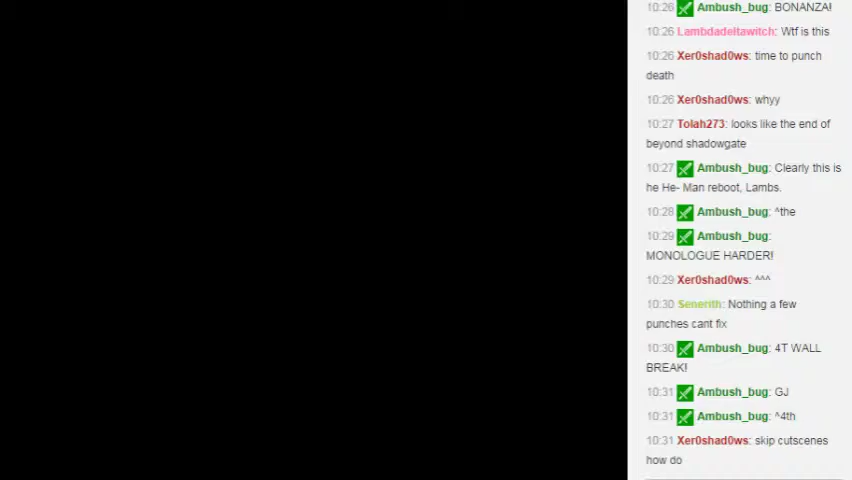 10:26 Ambush_bug: BONANZA!
10:26 Lambdadeltawitch: Wtf is this
10:26 Xer0shad0ws: time to punch
death
10:26 Xer0shad0ws: whyy
10:27 Tolah273: looks like the end of
beyond shadowgate
10:27 Ambush_bug: Clearly this is
he He- Man reboot, Lambs.
10:28 Ambush_bug: ^the
10:29 Ambush_bug:
MONOLOGUE HARDER!
10:29 Xer0shad0ws: ^^^
10:30 Senerith: Nothing a few
punches cant fix
10:30 Ambush_bug: 4T WALL
BREAK!
10:31 Ambush_bug: GJ
10:31 Ambush_bug: ^4th
10:31 Xer0shad0ws: skip cutscenes
how do